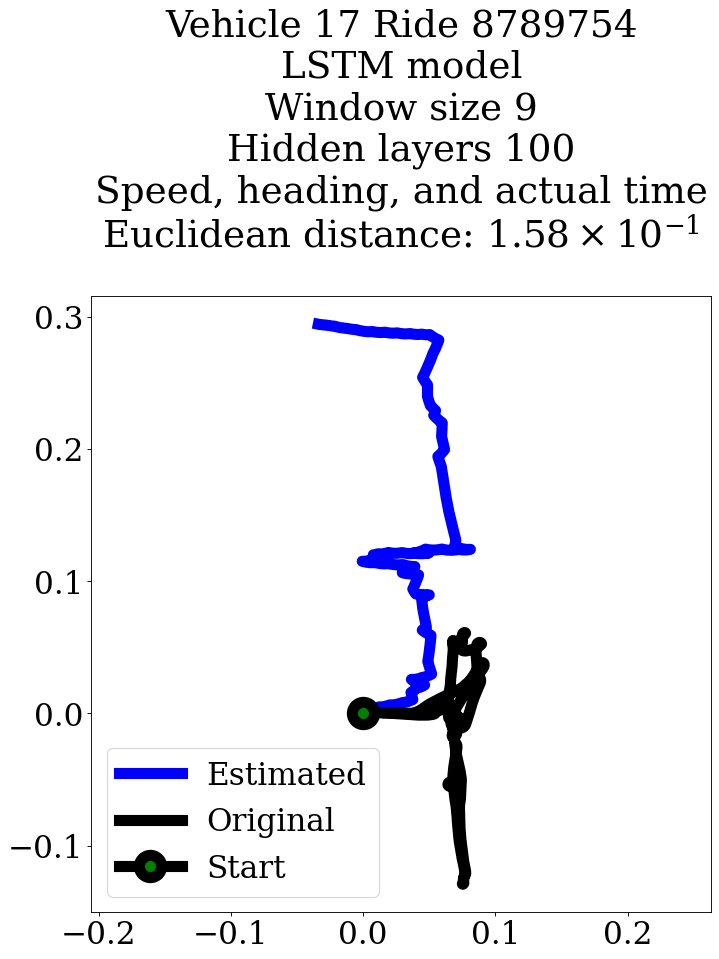 Vehicle 17 Ride 8789754
LSTM model
Window size 9
Hidden layers 100
Speed, heading, and actual time
Euclidean distance: 1.58 × 10⁻¹
0.3
0.2
0.1
0.0
−0.1
Estimated
Original
Start
−0.2 −0.1 0.0 0.1 0.2